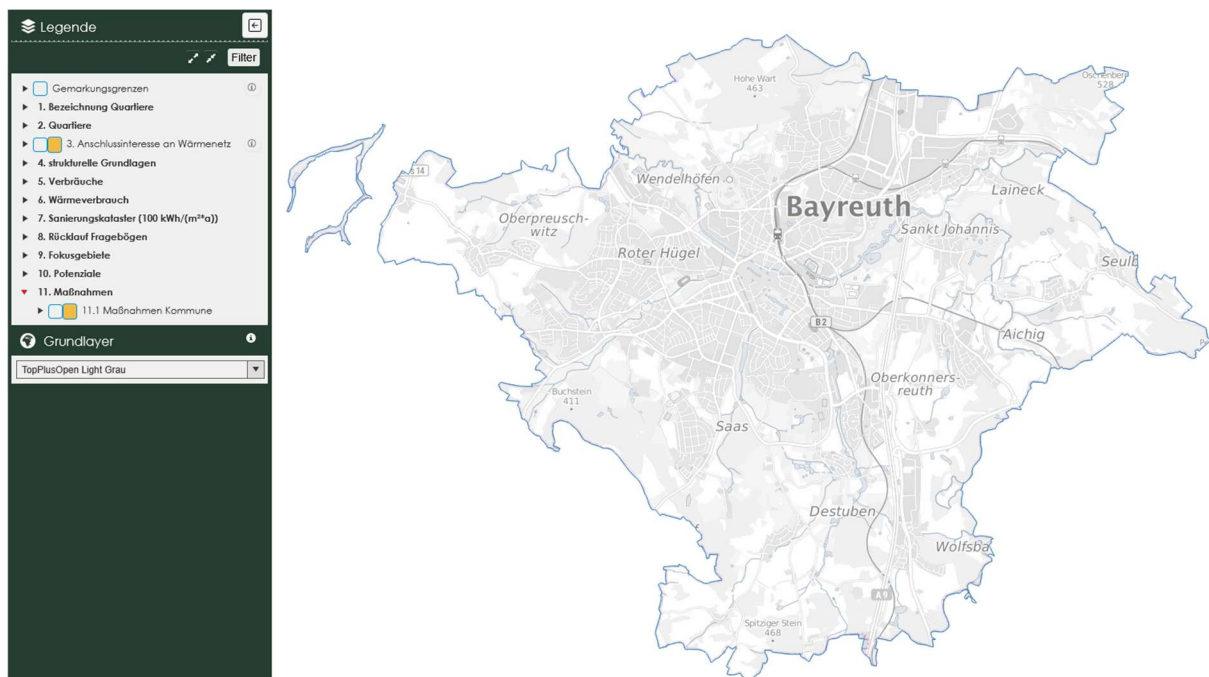 Legende
Filter
Gemarkungsgrenzen
1. Bezeichnung Quartiere
2. Quartiere
3. Anschlussinteresse an Wärmenetz
4. strukturelle Grundlagen
5. Verbräuche
6. Wärmeverbrauch
7. Sanierungskataster (100 kWh/(m²*a))
8. Rücklauf Fragebögen
9. Fokusgebiete
10. Potenziale
11. Maßnahmen
11.1 Maßnahmen Kommune
Grundlayer
TopPlusOpen Light Grau
Hohe Wart
463
Oschenber
528
14
Wendelhöfen
Laineck
Bayreuth
Oberpreusch-
witz
Sankt Johannis
Roter Hügel
Seulb
B2
Aichig
Buchstein
411
Oberkonners-
reuth
Saas
Destuben
Wolfsba
A9
Spitziger Stein
468